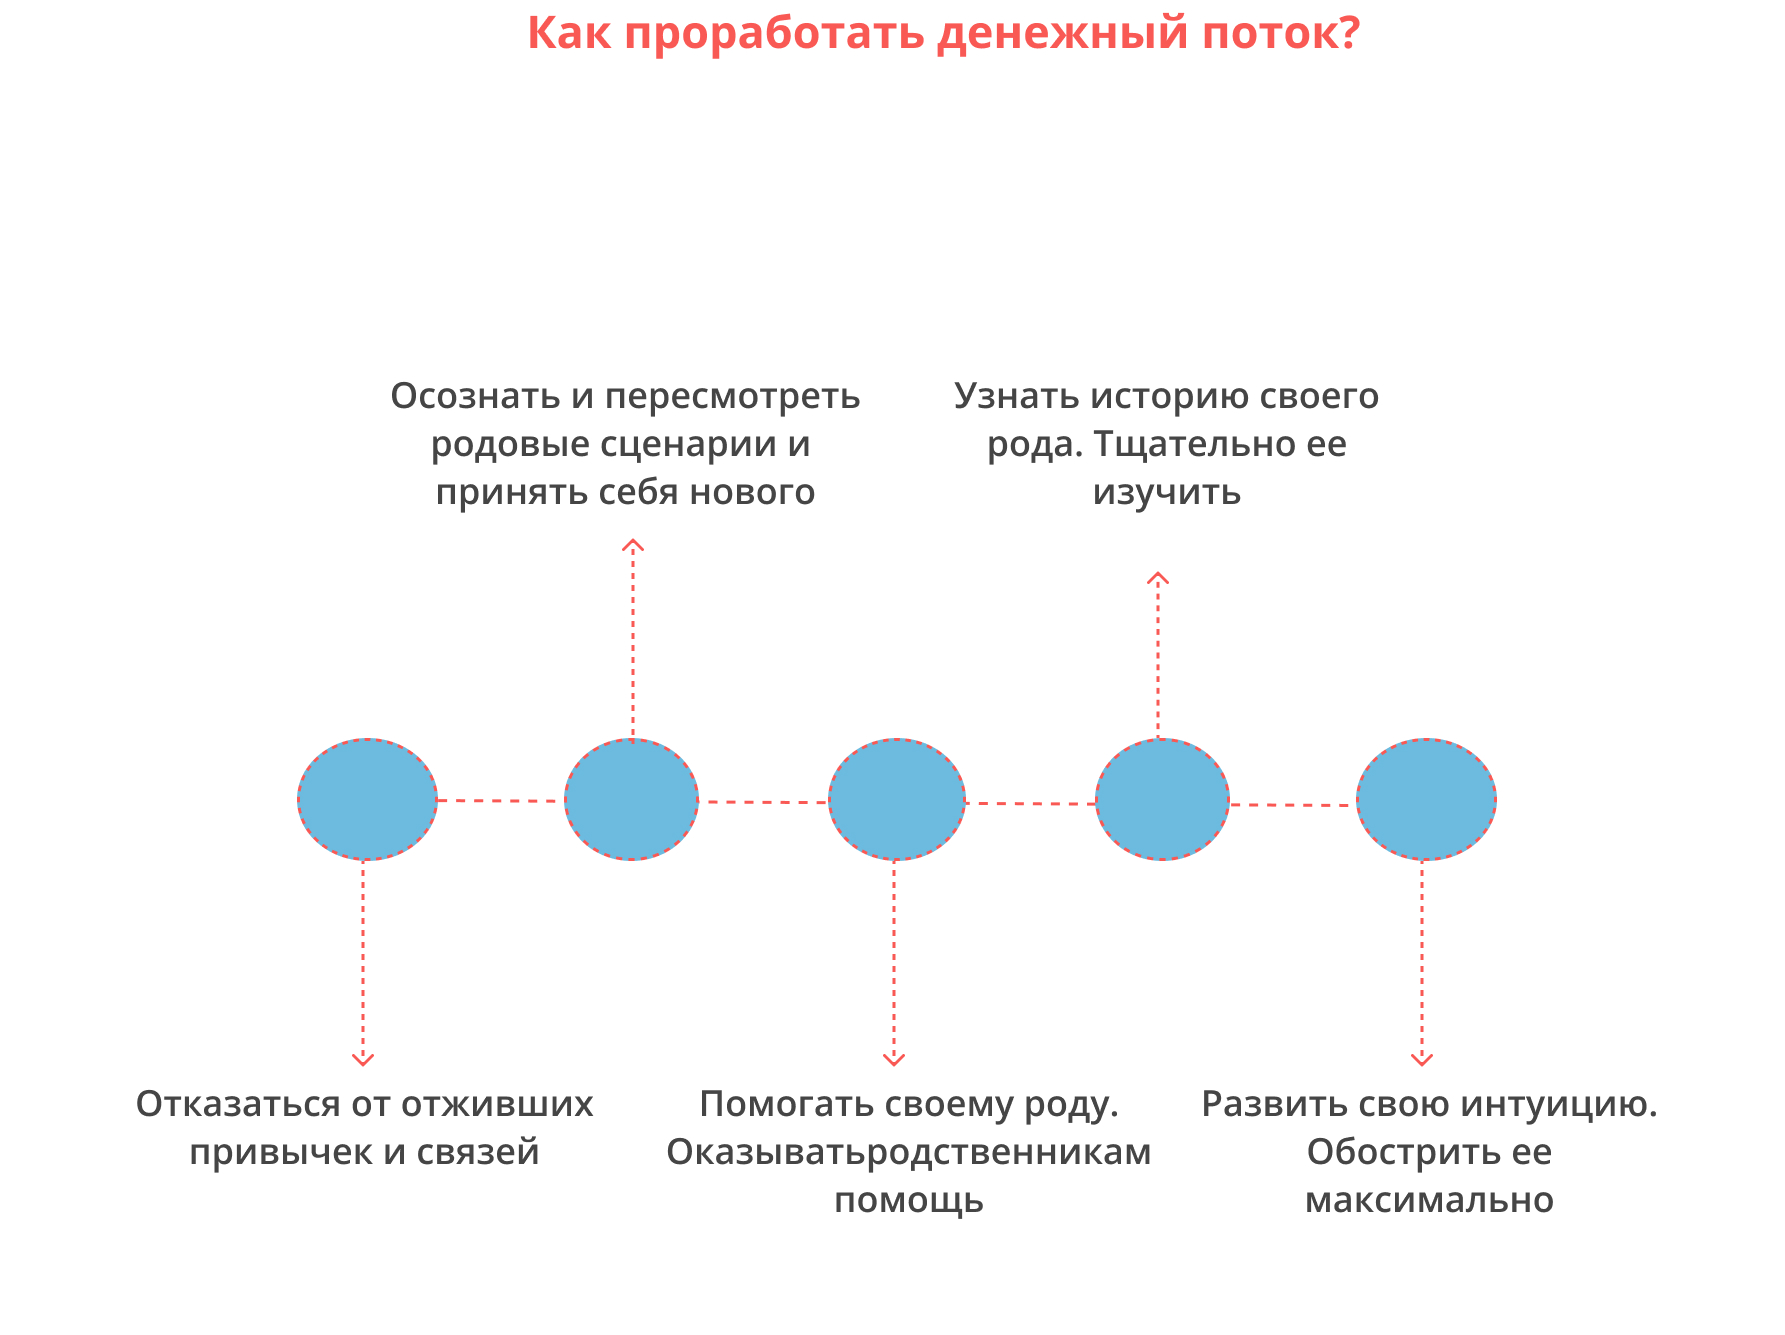 Как проработать денежный поток?
Осознать и пересмотреть
родовые сценарии и
принять себя нового
Узнать историю своего
рода. Тщательно ее
изучить
Отказаться от отживших
привычек и связей
Помогать своему роду.
Оказыватьродственникам
помощь
Развить свою интуицию.
Обострить ее
максимально